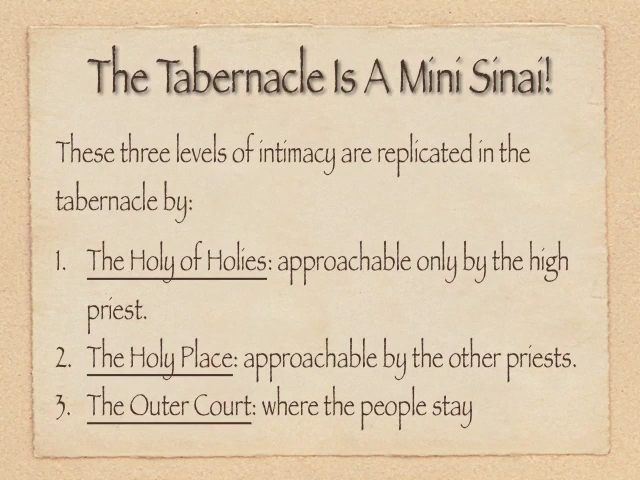 The Tabernacle Is A Mini Sinai!
These three levels of intimacy are replicated in the
tabernacle by:
1. The Holy of Holies: approachable only by the high
priest.
2. The Holy Place: approachable by the other priests.
3. The Outer Court: where the people stay